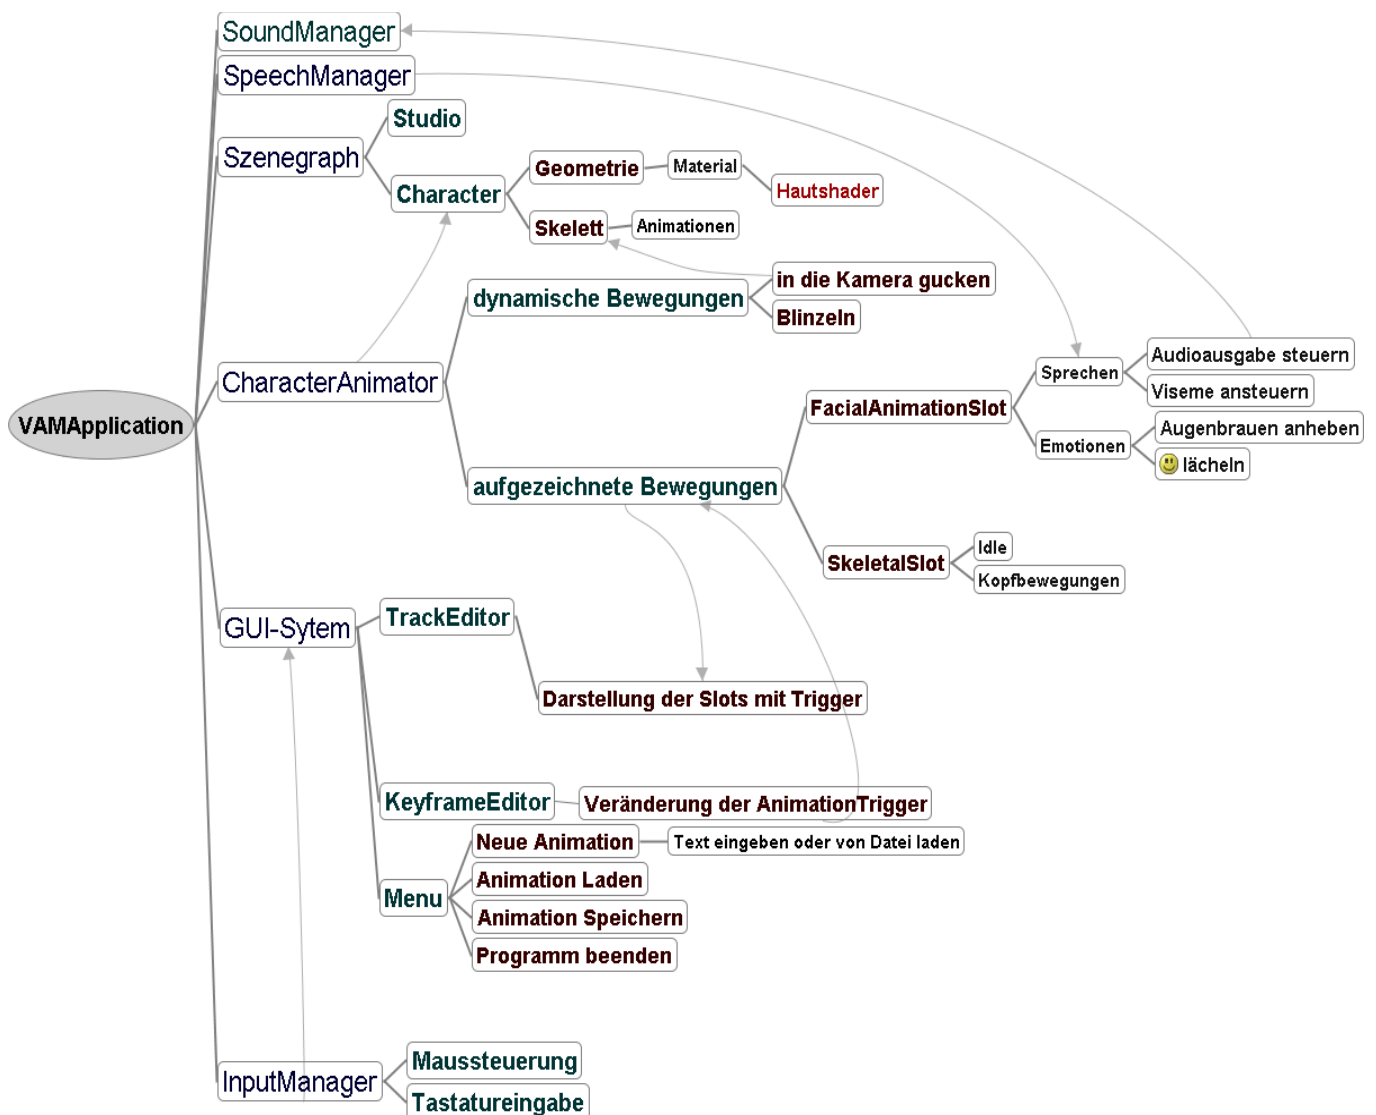 SoundManager
SpeechManager
Studio
Szenegraph
Geometrie
Material
Hautshader
Character
Skelett
Animationen
in die Kamera gucken
dynamische Bewegungen
Blinzeln
Audioausgabe steuern
Sprechen
CharacterAnimator
Viseme ansteuern
FacialAnimationSlot
VAMApplication
Augenbrauen anheben
Emotionen
lächeln
aufgezeichnete Bewegungen
Idle
SkeletalSlot
Kopfbewegungen
TrackEditor
GUI-Sytem
Darstellung der Slots mit Trigger
KeyframeEditor
Veränderung der AnimationTrigger
Neue Animation
Text eingeben oder von Datei laden
Animation Laden
Menu
Animation Speichern
Programm beenden
Maussteuerung
InputManager
Tastatureingabe